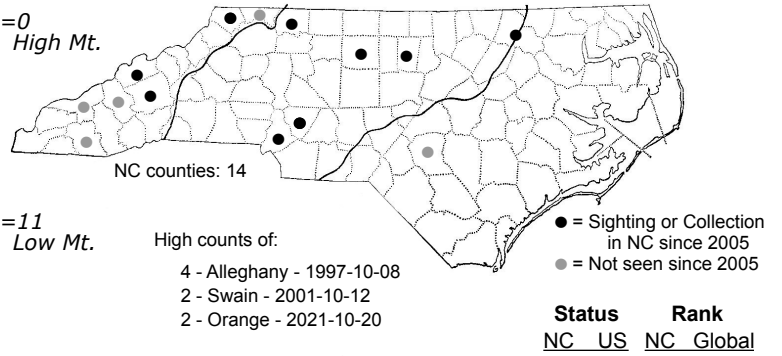 =0
High Mt.
NC counties: 14
=11
Low Mt.
High counts of:
4 - Alleghany - 1997-10-08
2 - Swain - 2001-10-12
2 - Orange - 2021-10-20
= Sighting or Collection
in NC since 2005
= Not seen since 2005
Status Rank
NC US NC Global